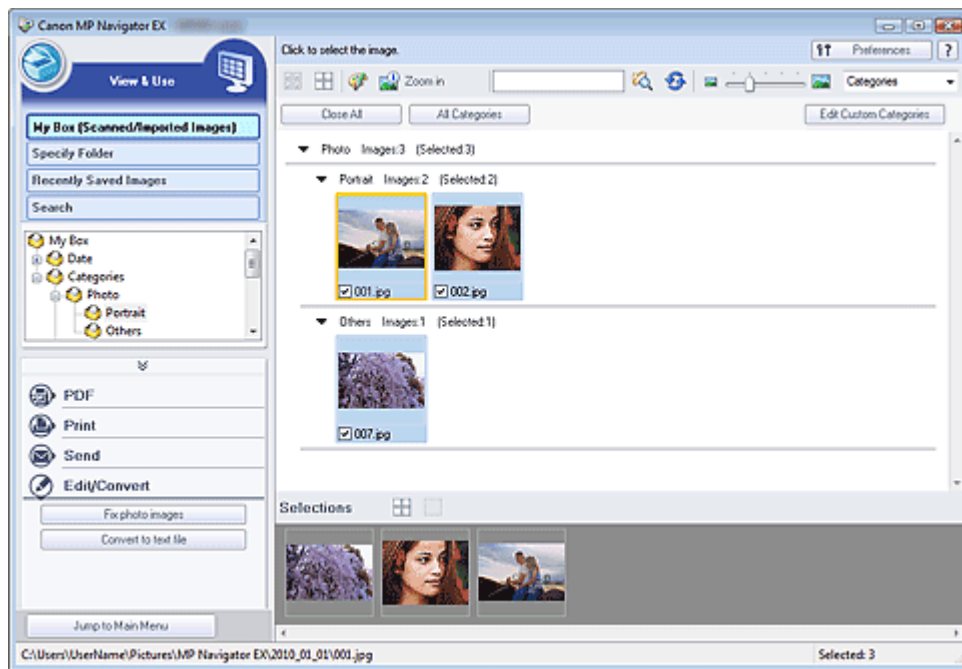 Canon MP Navigator EX
View & Use
My Box (Scanned/Imported Images)
Specify Folder
Recently Saved Images
Search
My Box
Date
Categories
Photo
Portrait
Others
PDF
Print
Send
Edit/Convert
Fix photo images
Convert to text file
Jump to Main Menu
Click to select the image.
Preferences
?
Zoom in
Categories
Close All
All Categories
Edit Custom Categories
Photo Images:3 (Selected:3)
Portrait Images:2 (Selected:2)
001.jpg
002.jpg
Others Images:1 (Selected:1)
007.jpg
Selections
C:\Users\UserName\Pictures\MP Navigator EX\2010_01_01\001.jpg
Selected: 3